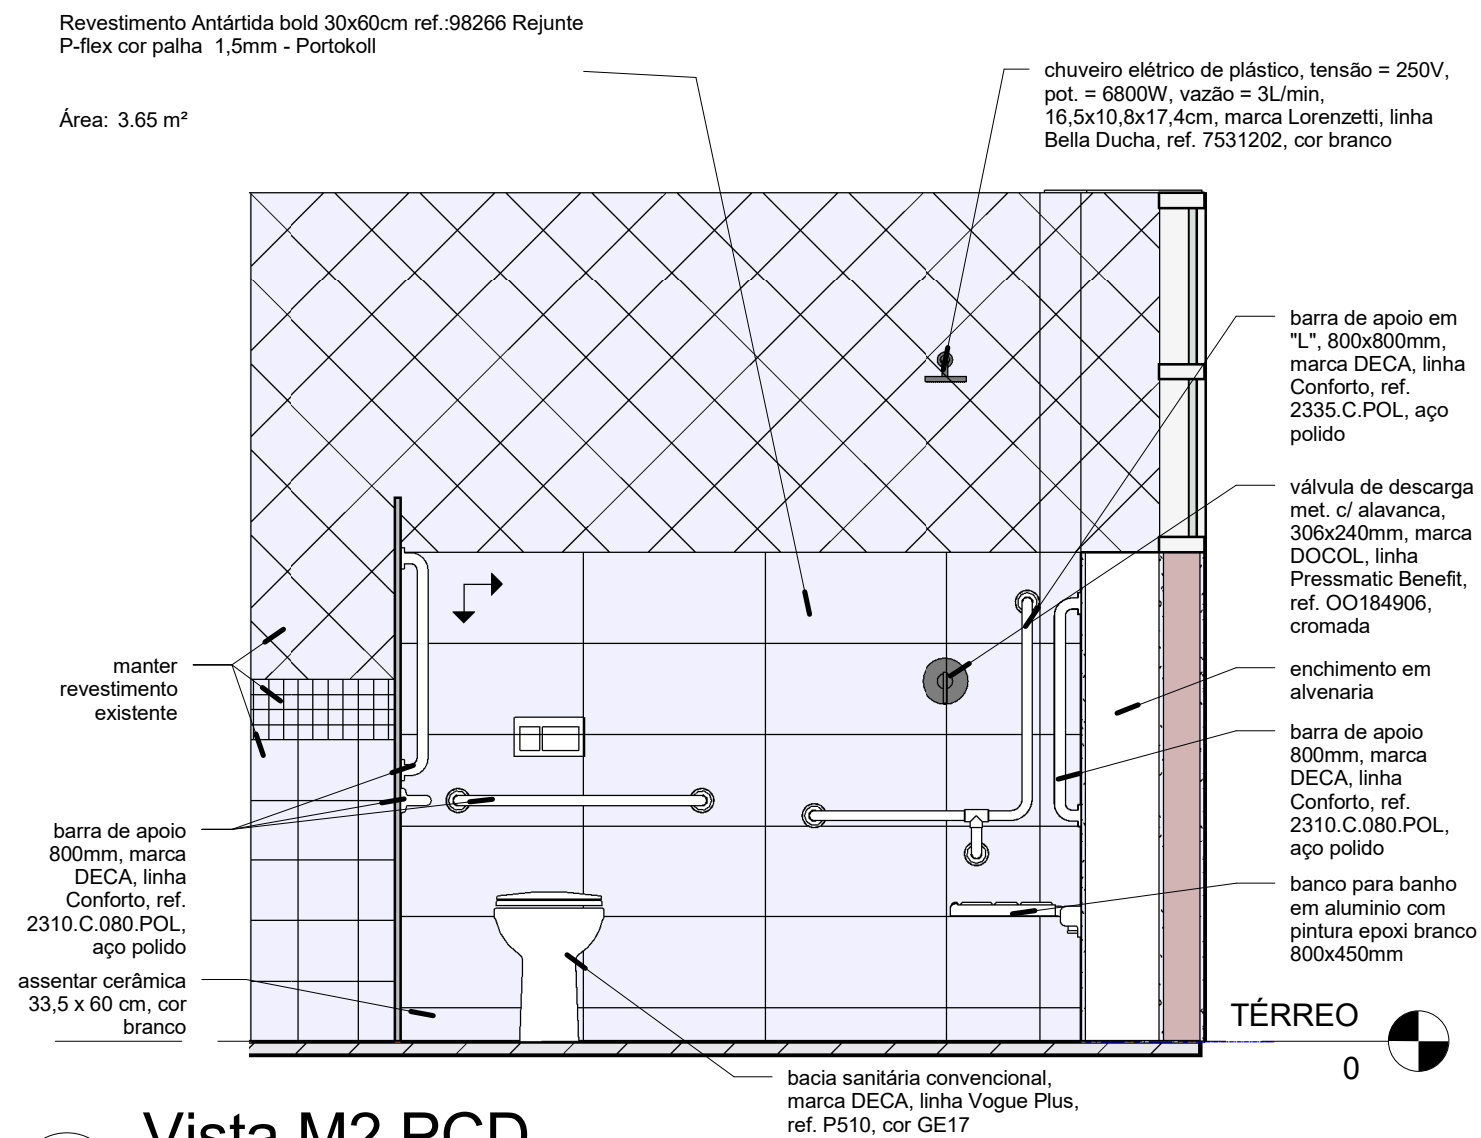 Revestimento Antártida bold 30x60cm ref.:98266 Rejunte
P-flex cor palha 1,5mm - Portokoll
Área: 3.65 m²
chuveiro elétrico de plástico, tensão = 250V,
pot. = 6800W, vazão = 3L/min,
16,5x10,8x17,4cm, marca Lorenzetti, linha
Bella Ducha, ref. 7531202, cor branco
barra de apoio em
"L", 800x800mm,
marca DECA, linha
Conforto, ref.
2335.C.POL, aço
polido
válvula de descarga
met. c/ alavanca,
306x240mm, marca
DOCOL, linha
Pressmatic Benefit,
ref. OO184906,
cromada
enchimento em
alvenaria
barra de apoio
800mm, marca
DECA, linha
Conforto, ref.
2310.C.080.POL,
aço polido
banco para banho
em aluminio com
pintura epoxi branco
800x450mm
manter
revestimento
existente
barra de apoio
800mm, marca
DECA, linha
Conforto, ref.
2310.C.080.POL,
aço polido
assentar cerâmica
33,5 x 60 cm, cor
branco
TÉRREO
0
bacia sanitária convencional,
marca DECA, linha Vogue Plus,
ref. P510, cor GE17
Vista M2 PCD